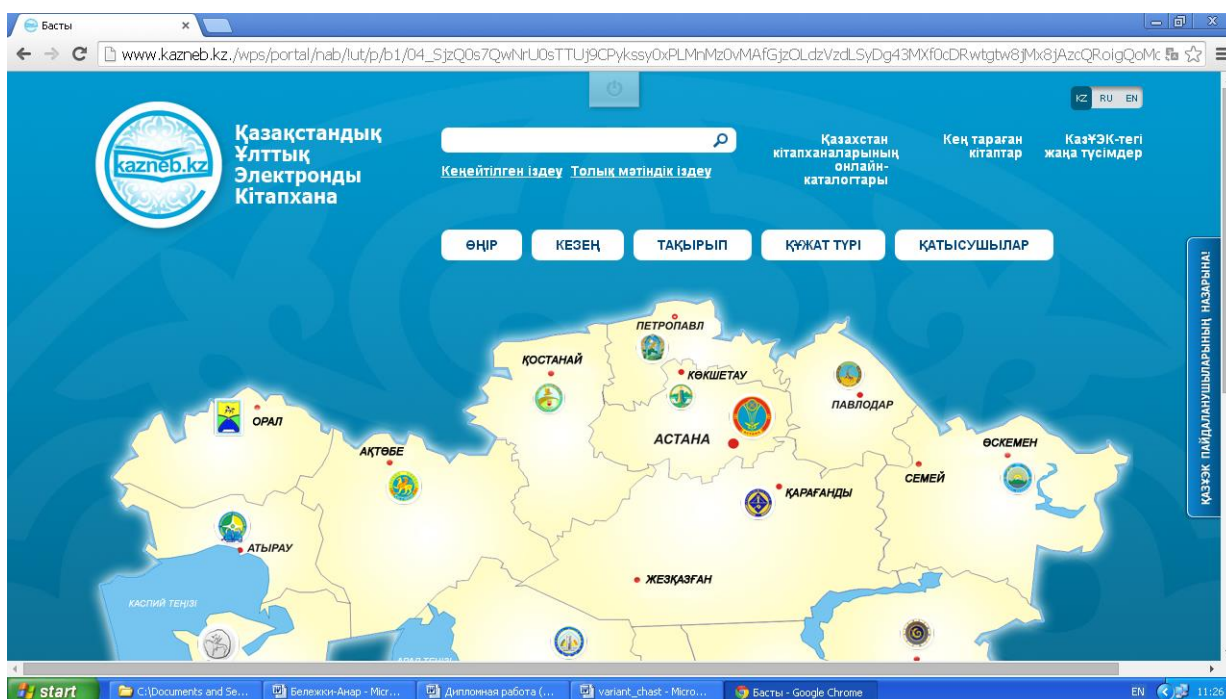 Басты
www.kazneb.kz./wps/portal/nab/!ut/p/b1/
KZ RU EN
kazneb.kz
Қазақстандық
Ұлттық
Электронды
Кітапхана
Кеңейтілген іздеу Толық мәтіндік іздеу
Қазахстан
кітапханаларының
онлайн-
каталогтары
Кең тараған
кітаптар
КазҰЭК-тегі
жаңа түсімдер
ӨҢІР
КЕЗЕҢ
ТАҚЫРЫП
ҚҰЖАТ ТҮРІ
ҚАТЫСУШЫЛАР
ҚАЗҰЭК ПАЙДАЛАНУШЫЛАРЫНЫҢ НАЗАРЫНА!
ПЕТРОПАВЛ
ҚОСТАНАЙ
КӨКШЕТАУ
ПАВЛОДАР
ОРАЛ
АСТАНА
АҚТӨБЕ
ӨСКЕМЕН
СЕМЕЙ
ҚАРАҒАНДЫ
АТЫРАУ
ЖЕЗҚАЗҒАН
КАСПИЙ ТЕҢІЗІ
start
C:\Documents and Se...
Бележки-Анар - Micr...
Дипломная работа (...
variant_chast - Micro...
Басты - Google Chrome
EN
11:26